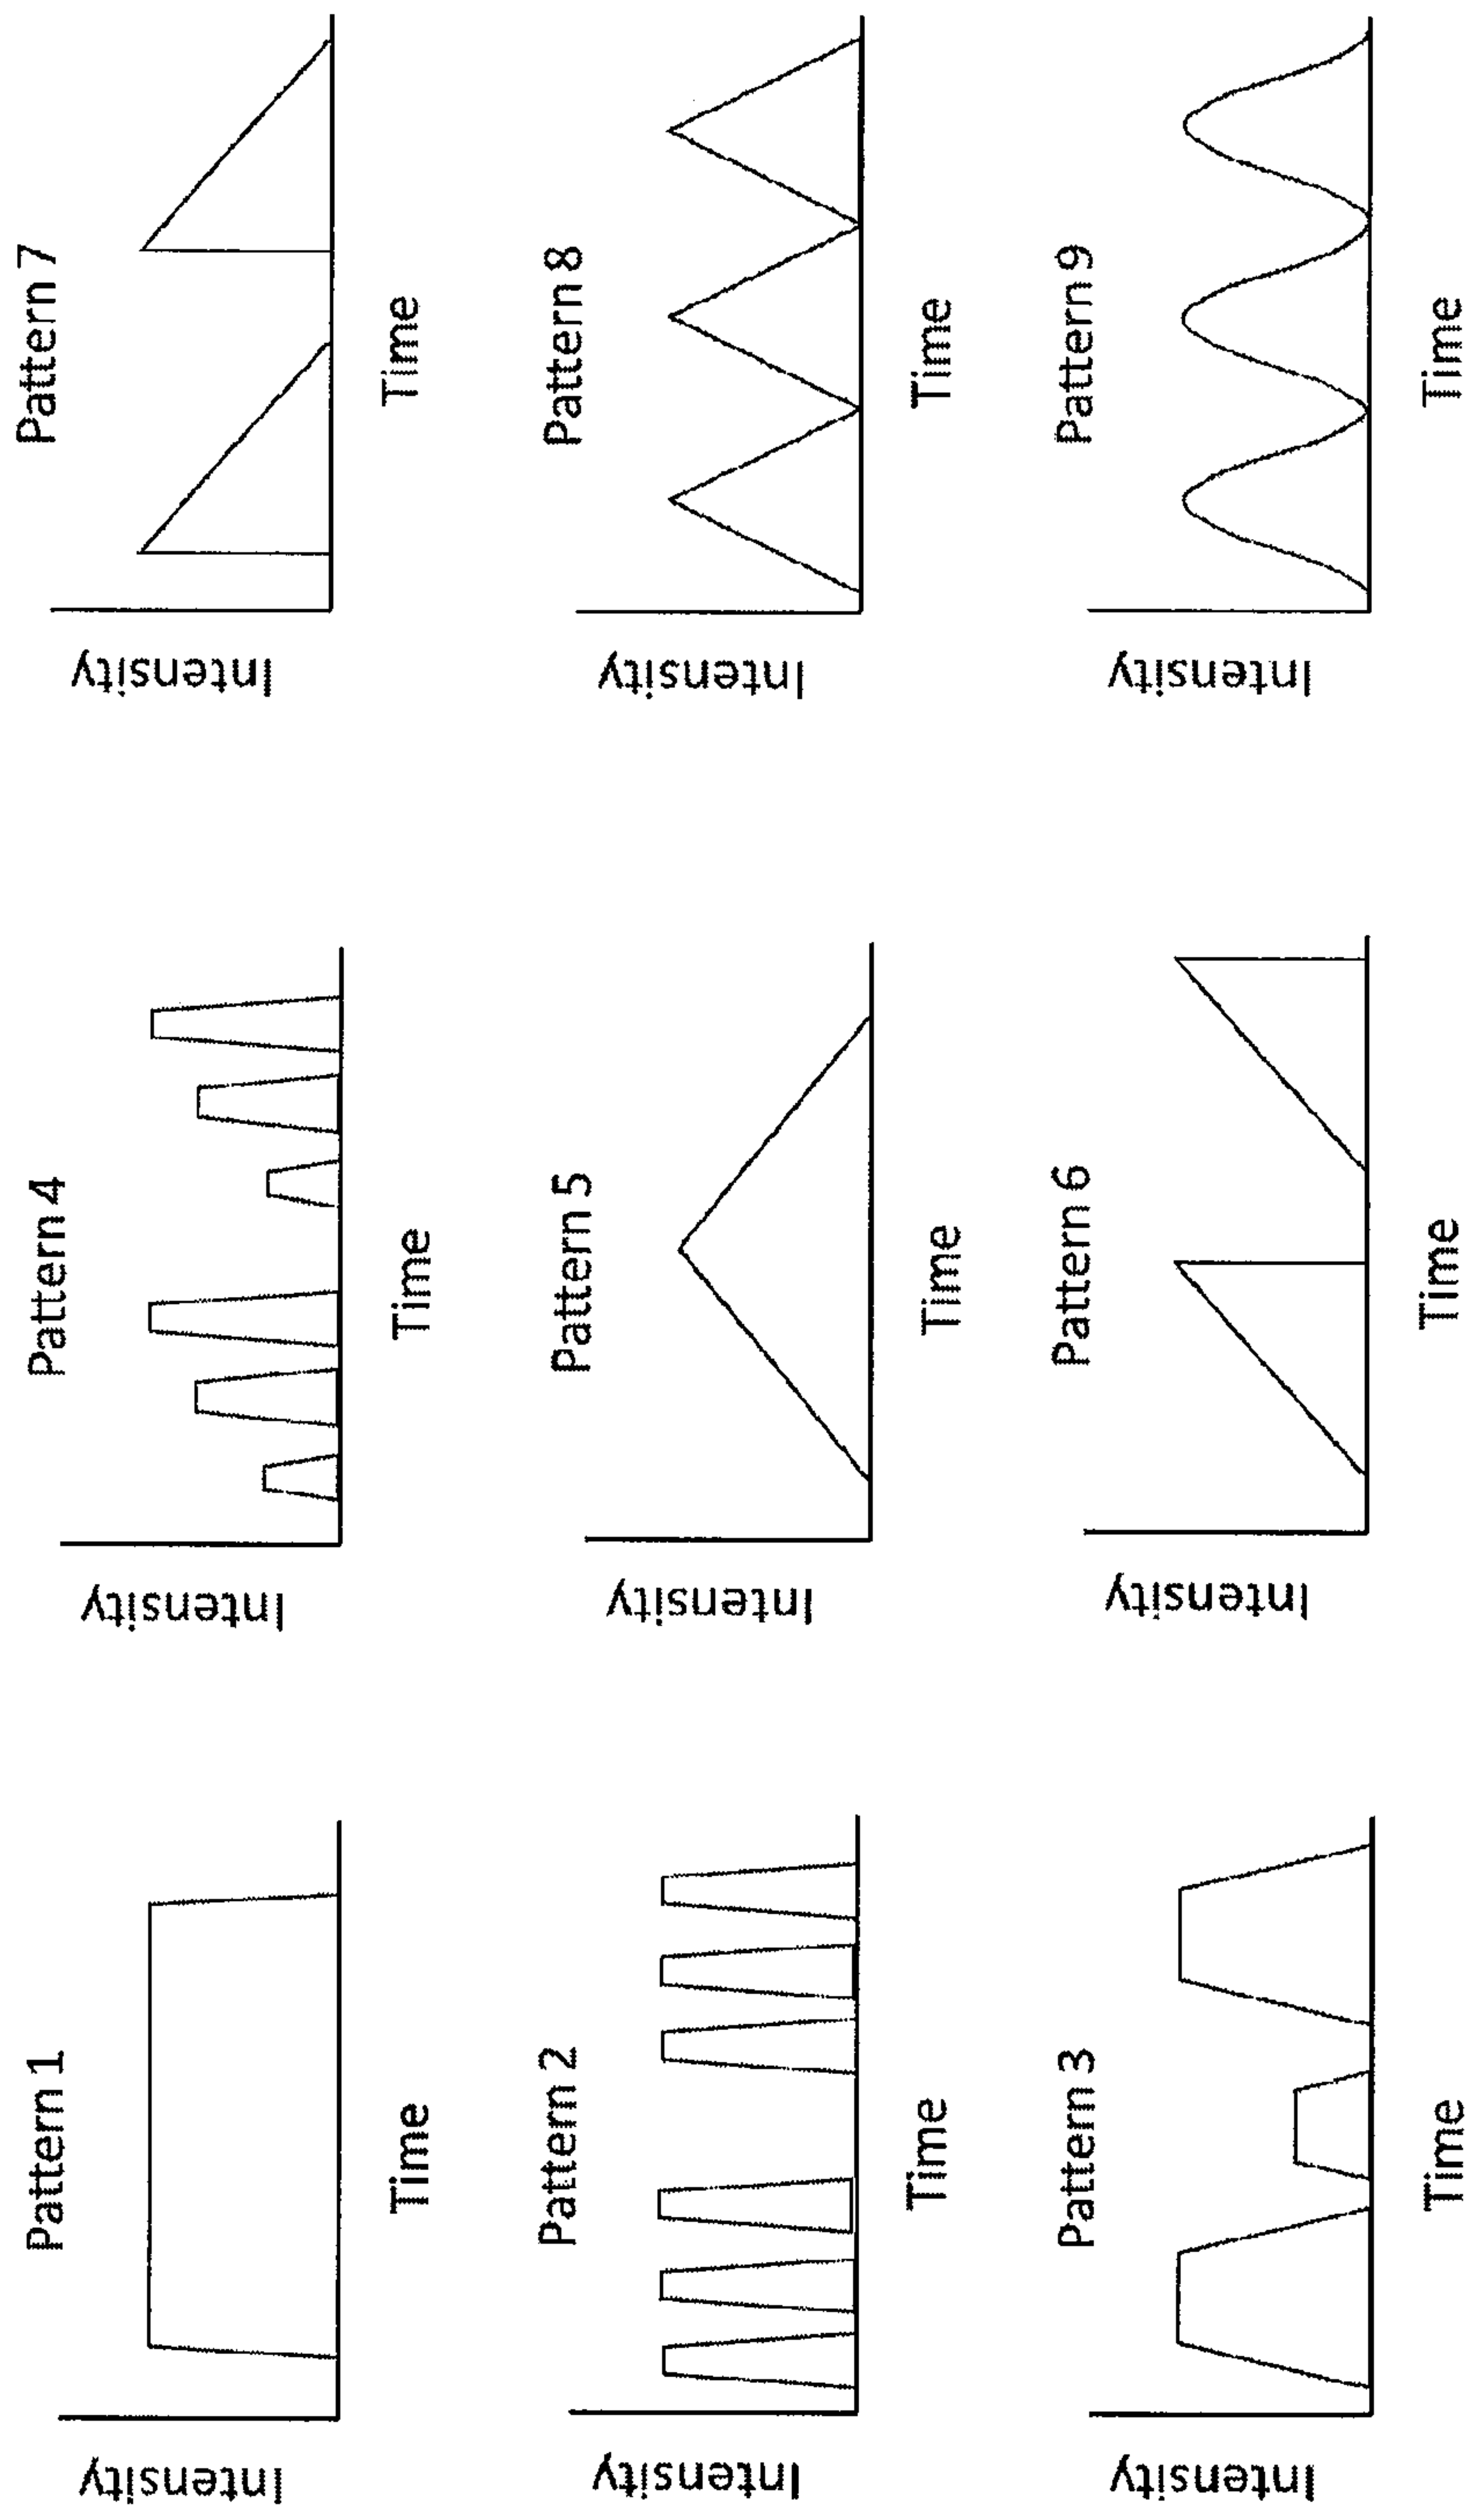 Pattern 1
Intensity
Time
Pattern 4
Intensity
Time
Pattern 7
Intensity
Time
Pattern 2
Intensity
Time
Pattern 5
Intensity
Time
Pattern 8
Intensity
Time
Pattern 3
Intensity
Time
Pattern 6
Intensity
Time
Pattern 9
Intensity
Time